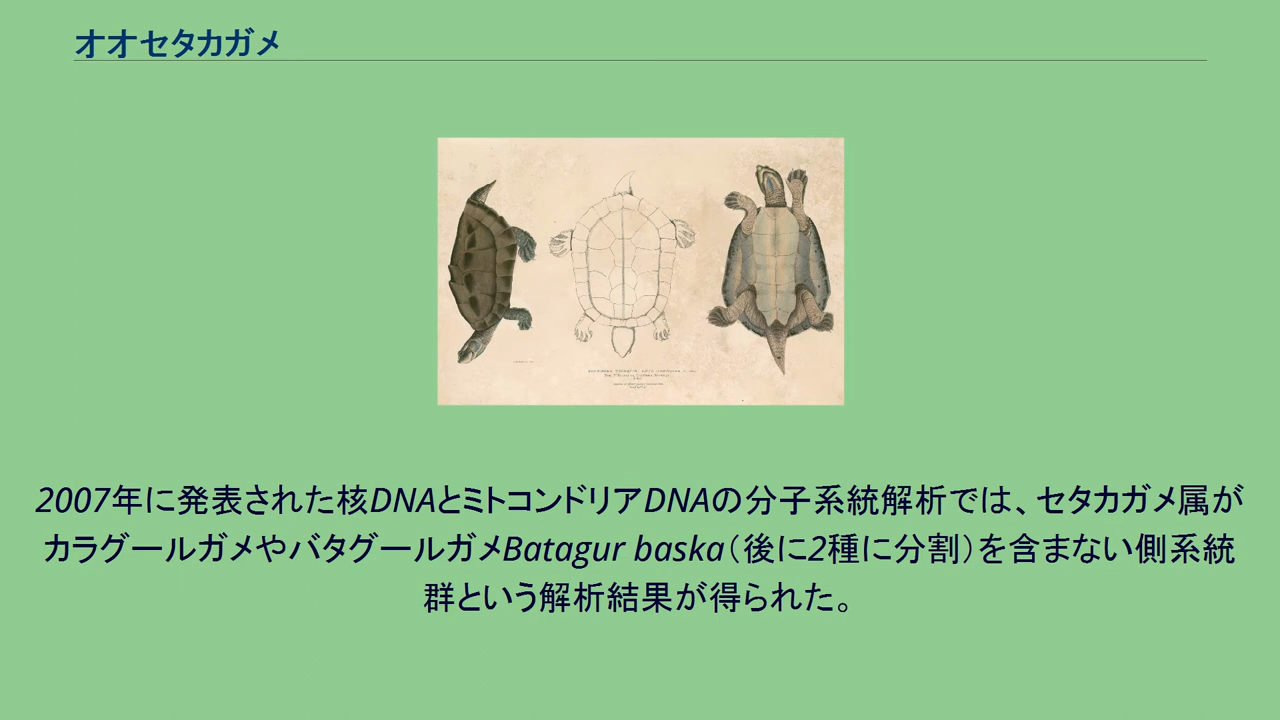 オオセタカガメ
2007年に発表された核DNAとミトコンドリアDNAの分子系統解析では、セタカガメ属が
カラグールガメやバタグールガメBatagur baska（後に2種に分割）を含まない側系統
群という解析結果が得られた。